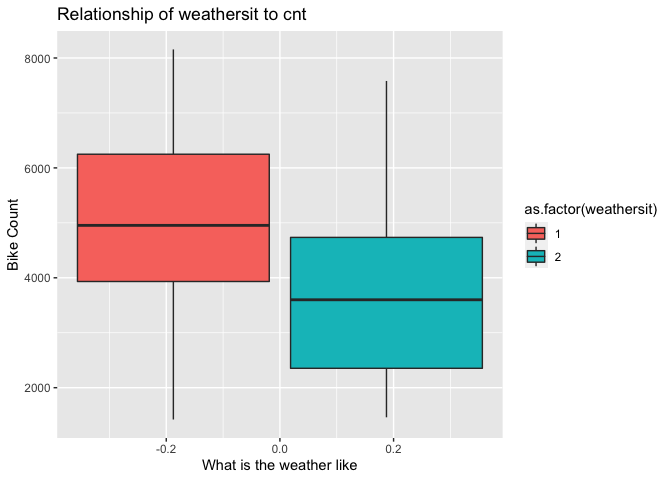 Relationship of weathersit to cnt
8000
6000
4000
2000
Bike Count
-0.2
0.0
0.2
What is the weather like
as.factor(weathersit)
1
2